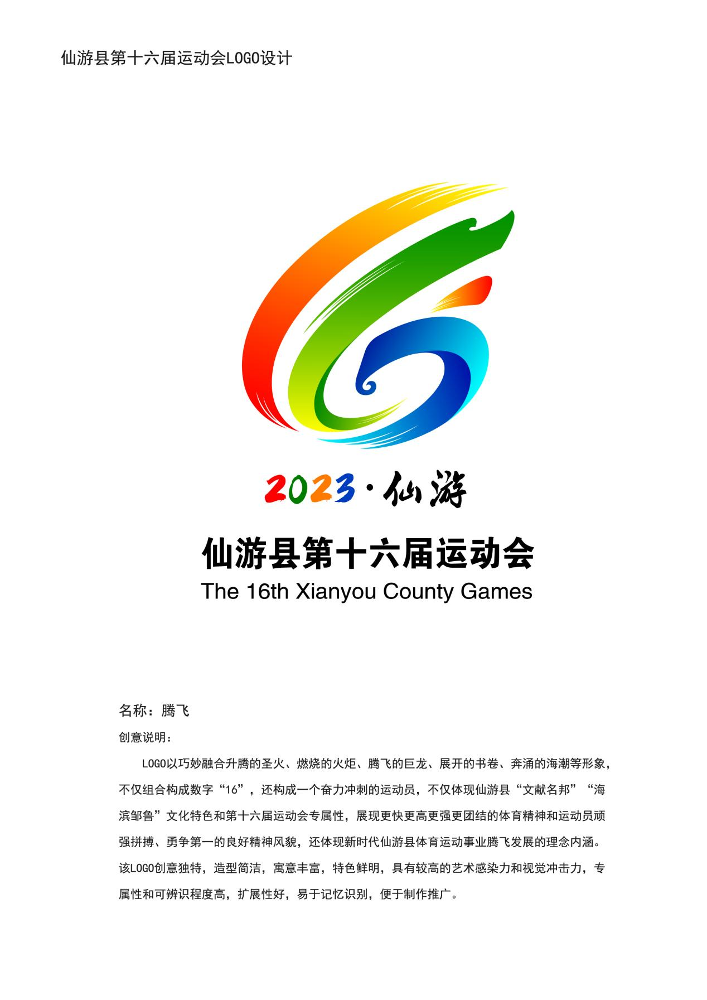 仙游县第十六届运动会LOGO设计
2023·仙游
仙游县第十六届运动会
The 16th Xianyou County Games
名称：腾飞
创意说明：
LOGO以巧妙融合升腾的圣火、燃烧的火炬、腾飞的巨龙、展开的书卷、奔涌的海潮等形象，
不仅组合构成数字“16”，还构成一个奋力冲刺的运动员，不仅体现仙游县“文献名邦”“海
滨邹鲁”文化特色和第十六届运动会专属性，展现更快更高更强更团结的体育精神和运动员顽
强拼搏、勇争第一的良好精神风貌，还体现新时代仙游县体育运动事业腾飞发展的理念内涵。
该LOGO创意独特，造型简洁，寓意丰富，特色鲜明，具有较高的艺术感染力和视觉冲击力，专
属性和可辨识程度高，扩展性好，易于记忆识别，便于制作推广。